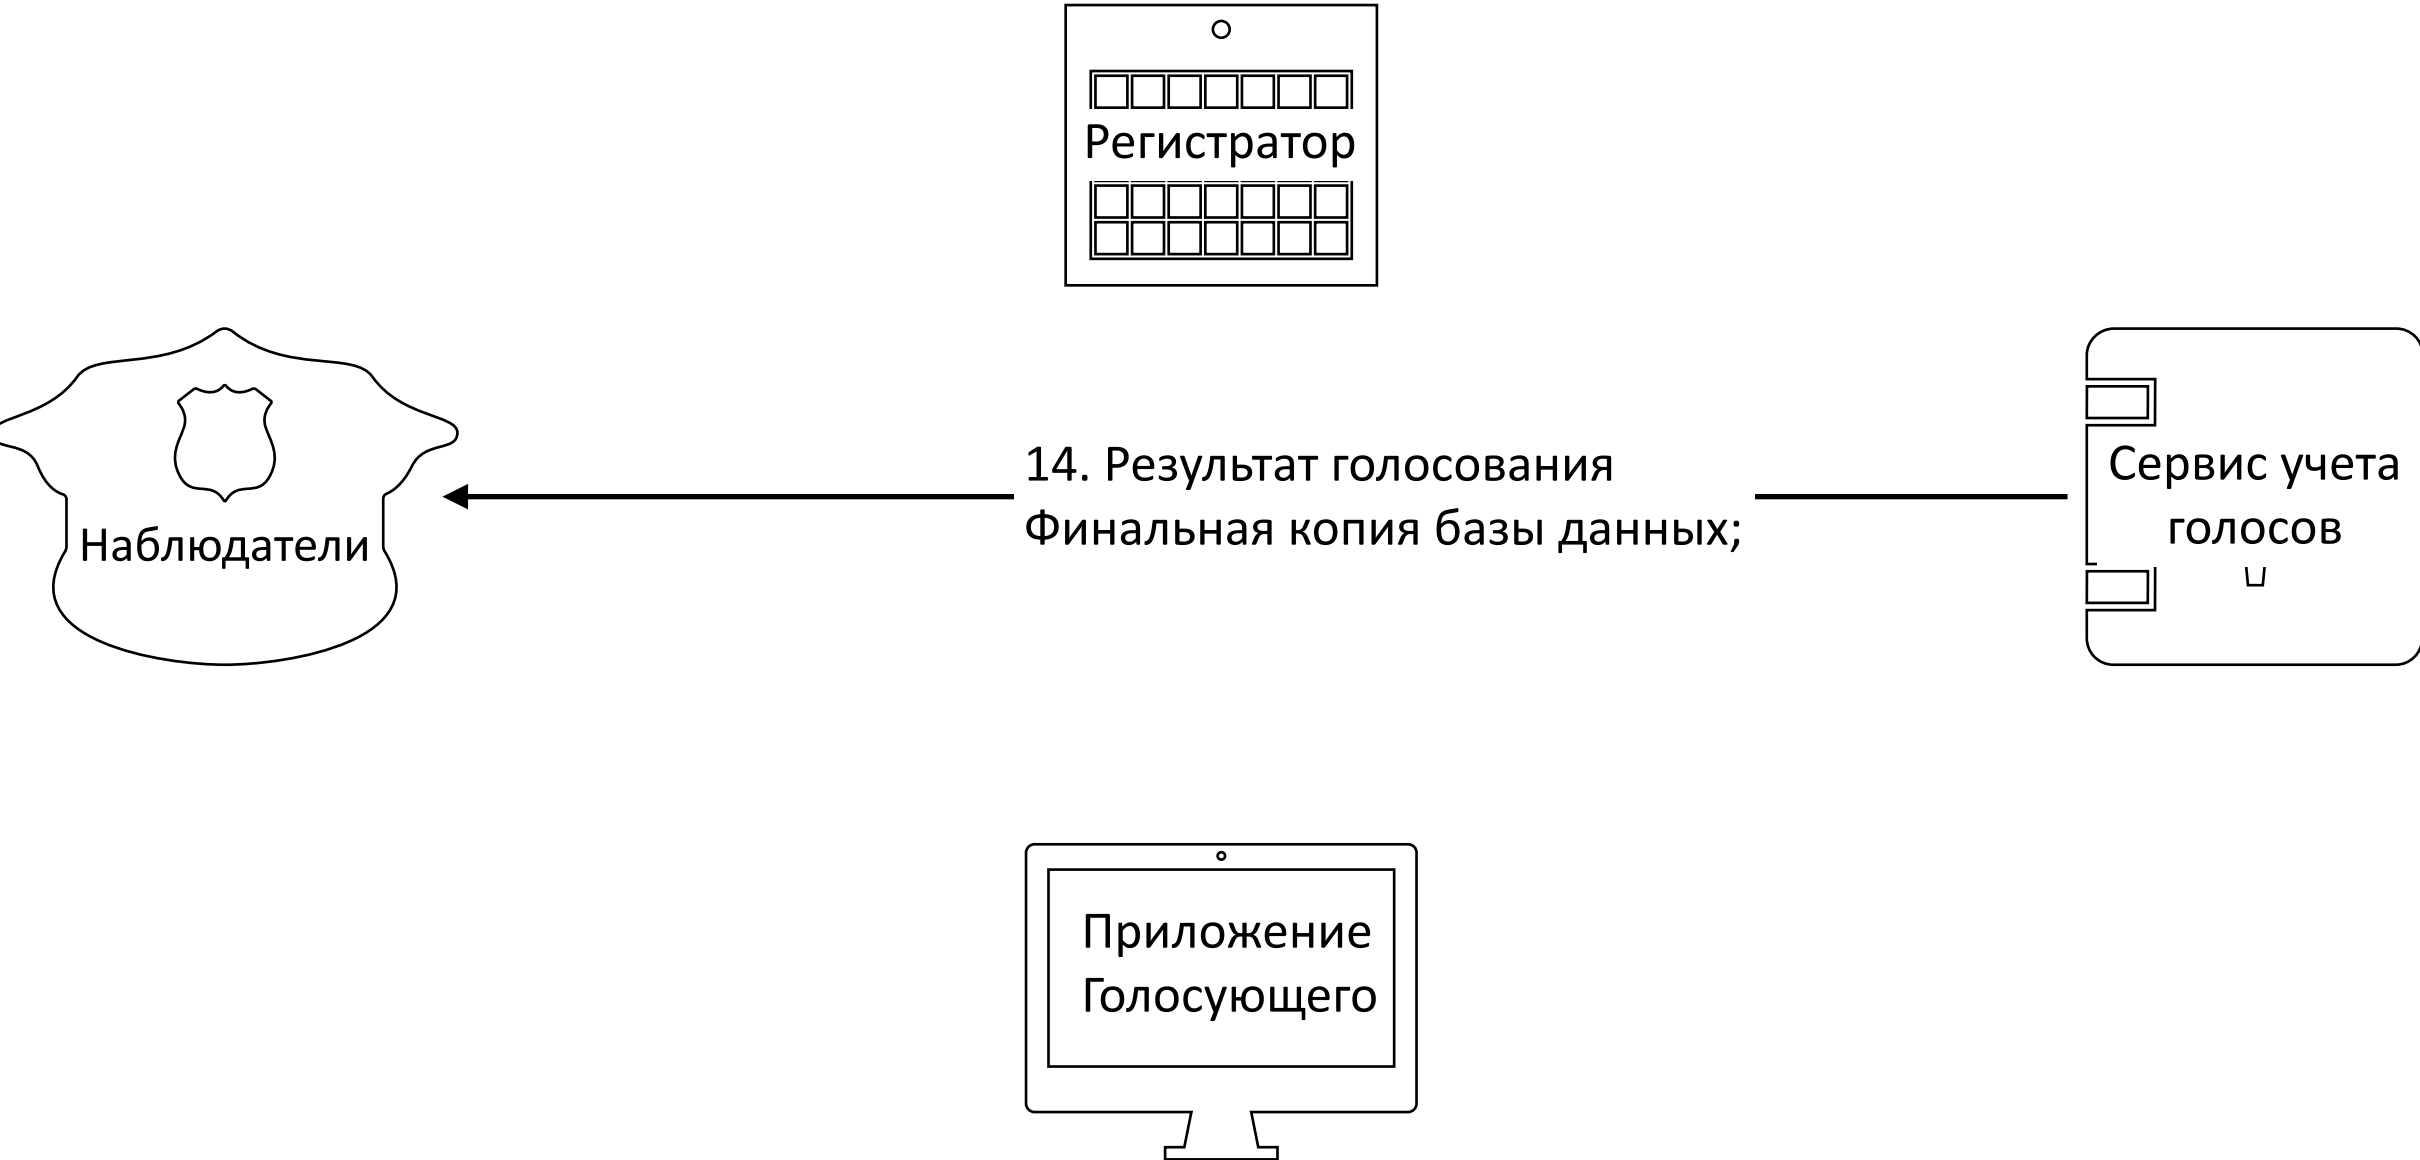 Регистратор
14. Результат голосования
Финальная копия базы данных;
Сервис учета
голосов
Наблюдатели
Приложение
Голосующего